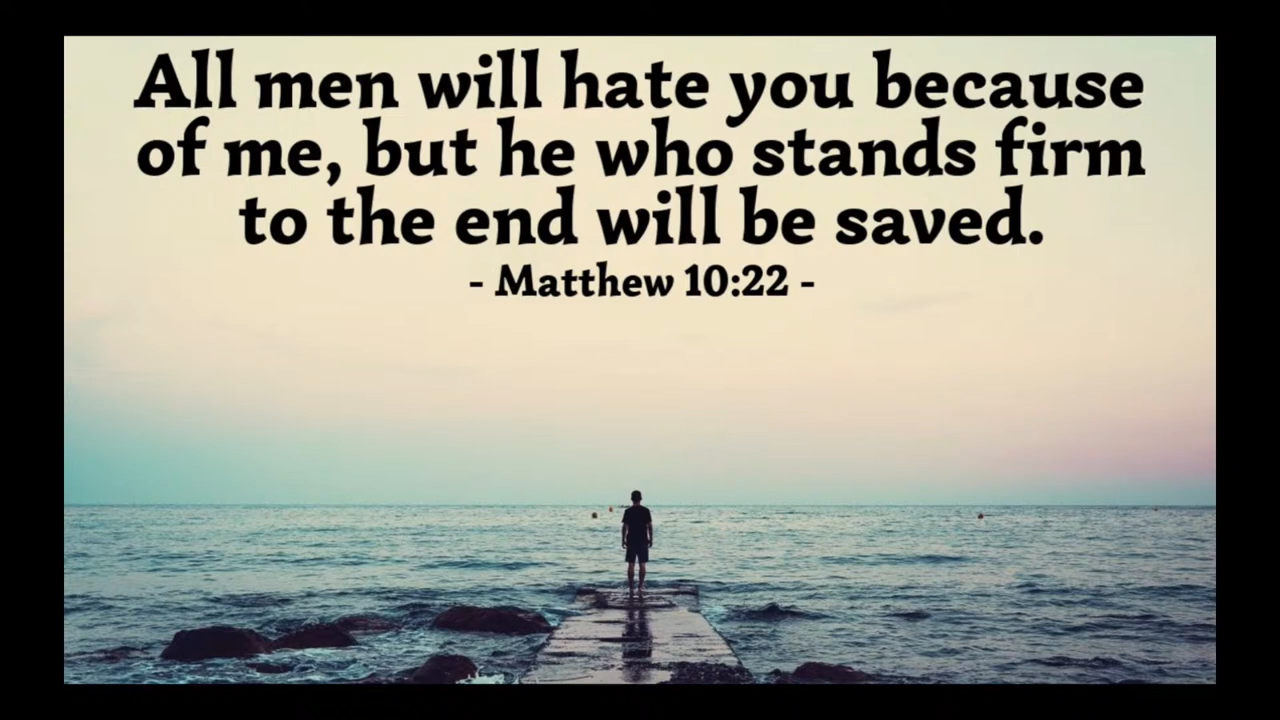 All men will hate you because
of me, but he who stands firm
to the end will be saved.
- Matthew 10:22 -